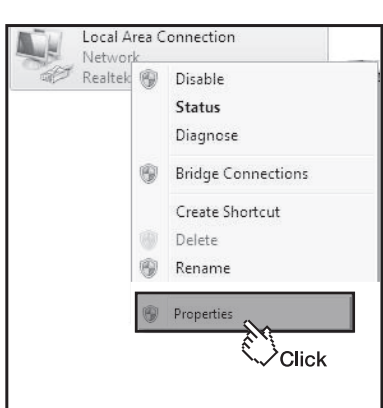 Local Area Connection
Network
Realtek
Disable
Status
Diagnose
Bridge Connections
Create Shortcut
Delete
Rename
Properties
Click